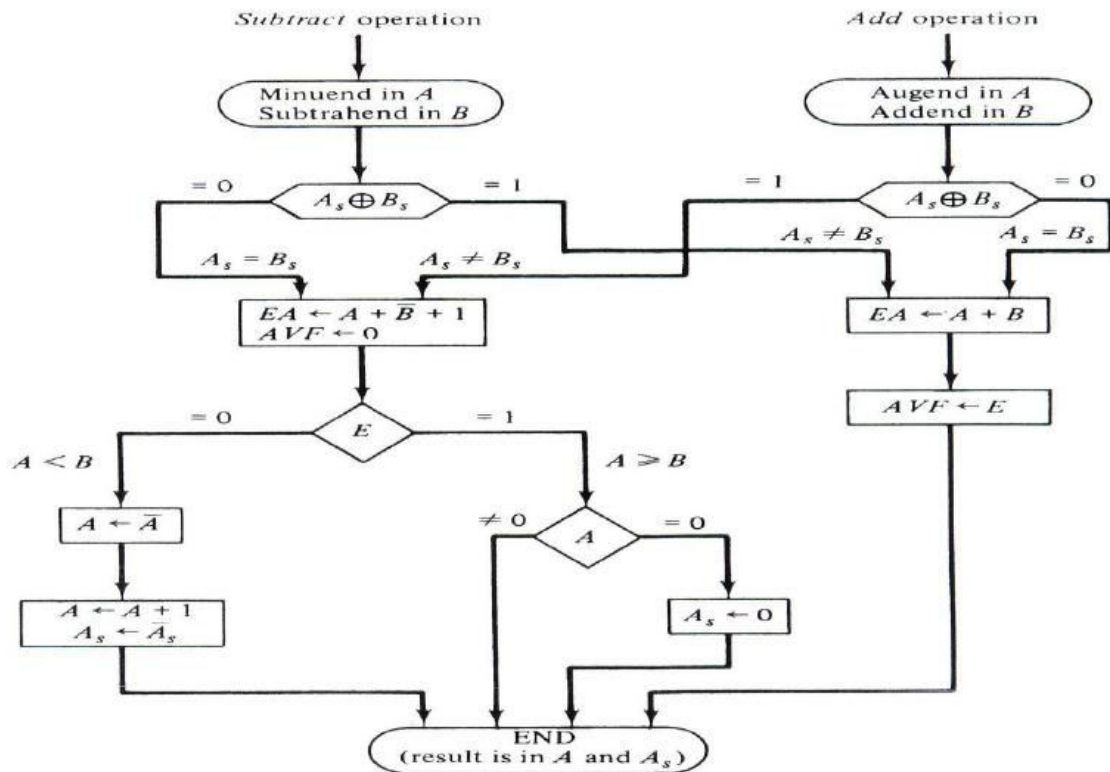 Subtract operation
Add operation
Minuend in A
Subtrahend in B
Augend in A
Addend in B
= 0
A_s ⊕ B_s
= 1
= 1
A_s ⊕ B_s
= 0
A_s = B_s
A_s ≠ B_s
A_s ≠ B_s
A_s = B_s
EA ← A + B̅ + 1
AVF ← 0
EA ← A + B
AVF ← E
= 0
E
= 1
A < B
A ⩾ B
A ← A̅
≠ 0
A
= 0
A ← A + 1
A_s ← A̅_s
A_s ← 0
END
(result is in A and A_s)